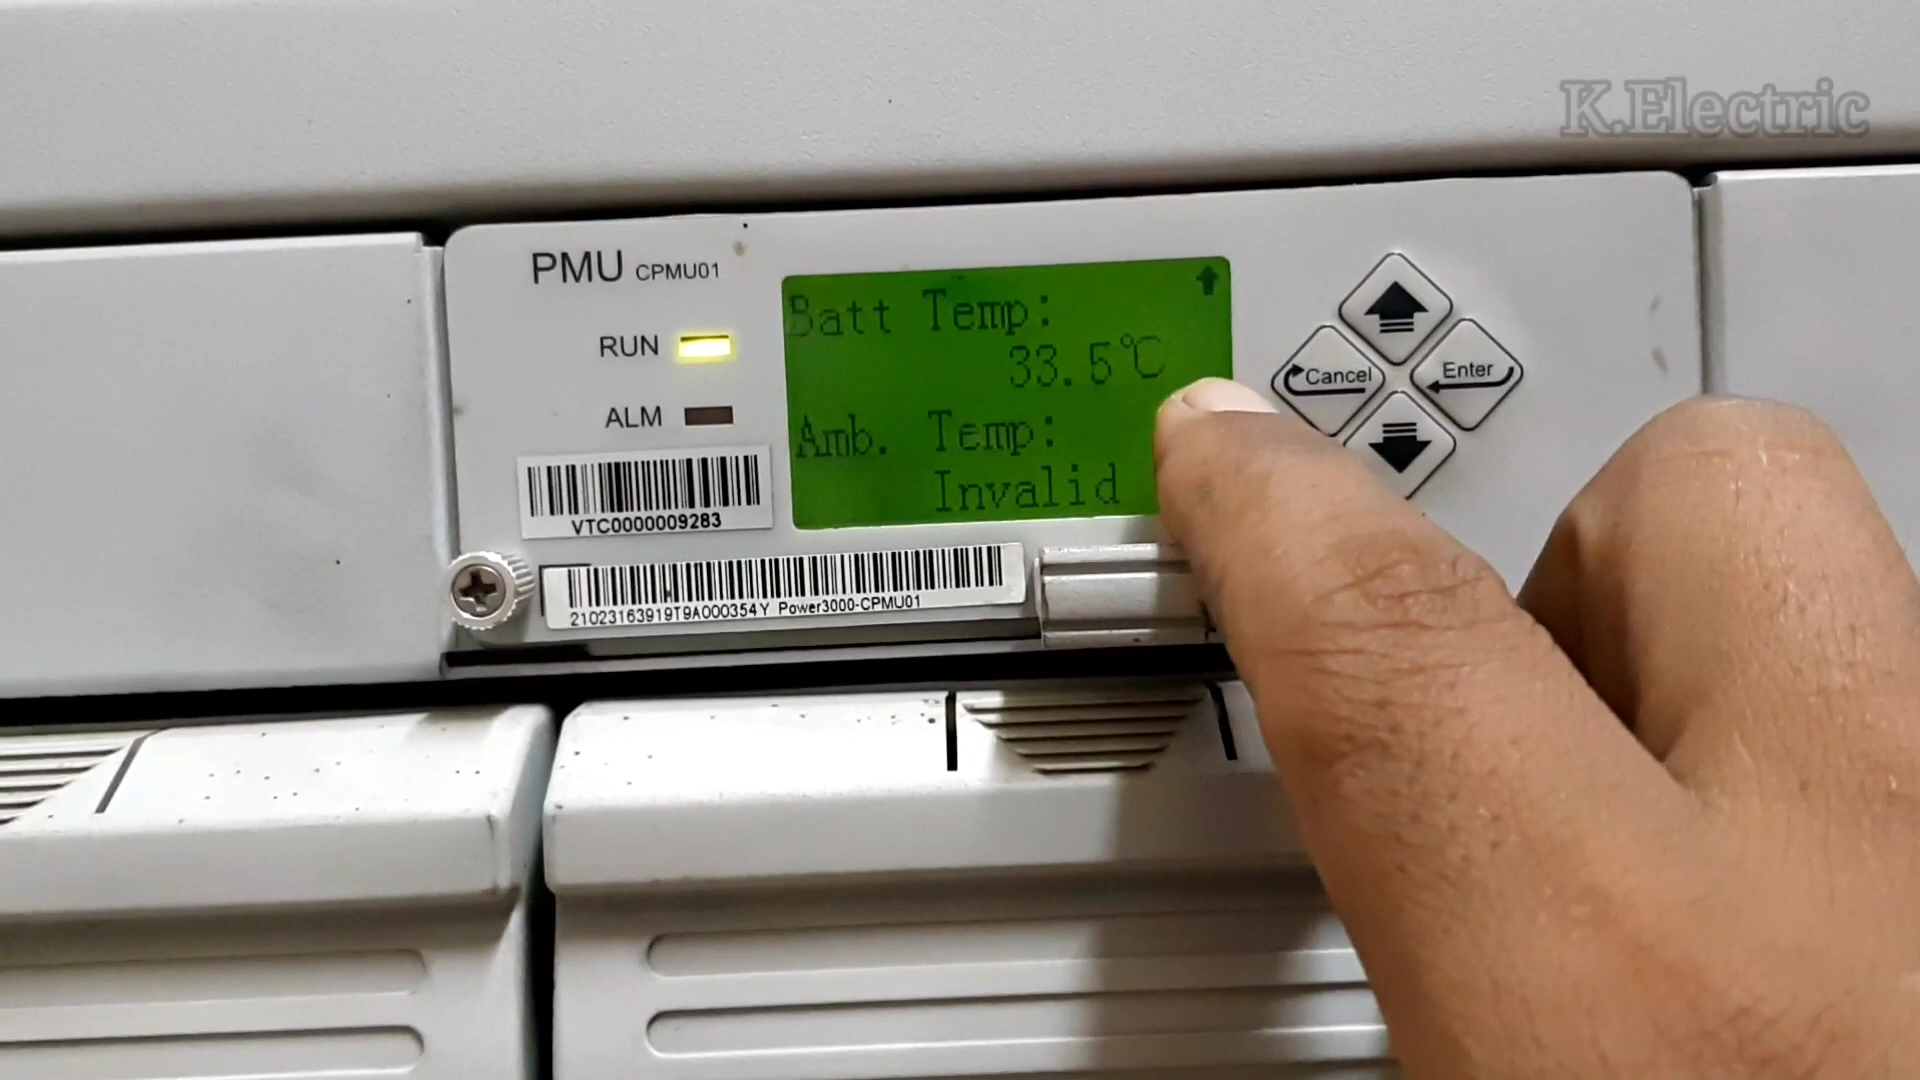 K.Electric
PMU CPMU01
RUN
ALM
Batt Temp:
33.5℃
Amb. Temp:
Invalid
Cancel
Enter
VTC0000009283
21023163919T9A000354Y Power3000-CPMU01